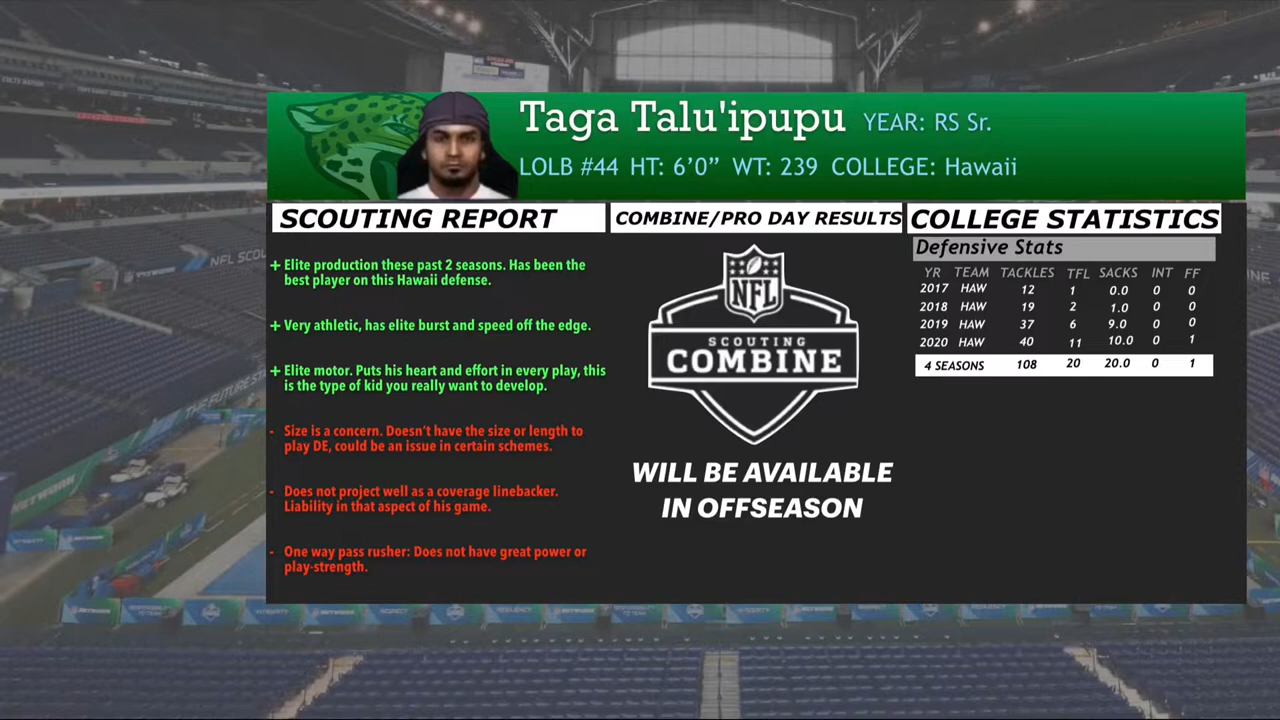 Taga Talu'ipupu YEAR: RS Sr.
LOLB #44 HT: 6'0” WT: 239 COLLEGE: Hawaii
SCOUTING REPORT
+ Elite production these past 2 seasons. Has been the
best player on this Hawaii defense.
+ Very athletic, has elite burst and speed off the edge.
+ Elite motor. Puts his heart and effort in every play, this
is the type of kid you really want to develop.
- Size is a concern. Doesn't have the size or length to
play DE, could be an issue in certain schemes.
- Does not project well as a coverage linebacker.
Liability in that aspect of his game.
- One way pass rusher: Does not have great power or
play-strength.
COMBINE/PRO DAY RESULTS
NFL
SCOUTING
COMBINE
WILL BE AVAILABLE
IN OFFSEASON
COLLEGE STATISTICS
Defensive Stats
YR TEAM TACKLES TFL SACKS INT FF
2017 HAW 12 1 0.0 0 0
2018 HAW 19 2 1.0 0 0
2019 HAW 37 6 9.0 0 0
2020 HAW 40 11 10.0 0 1
4 SEASONS 108 20 20.0 0 1
NFL SCOU
NETWORK